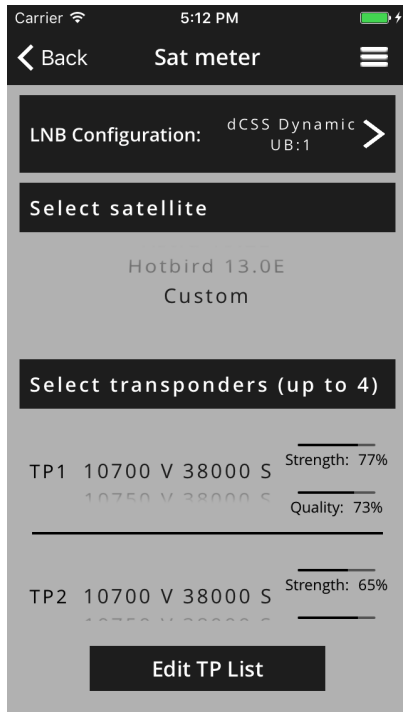 Carrier 5:12 PM
Back Sat meter
LNB Configuration: dCSS Dynamic
UB:1
Select satellite
Hotbird 13.0E
Custom
Select transponders (up to 4)
TP1 10700 V 38000 S Strength: 77%
10750 V 38000 S Quality: 73%
TP2 10700 V 38000 S Strength: 65%
Edit TP List